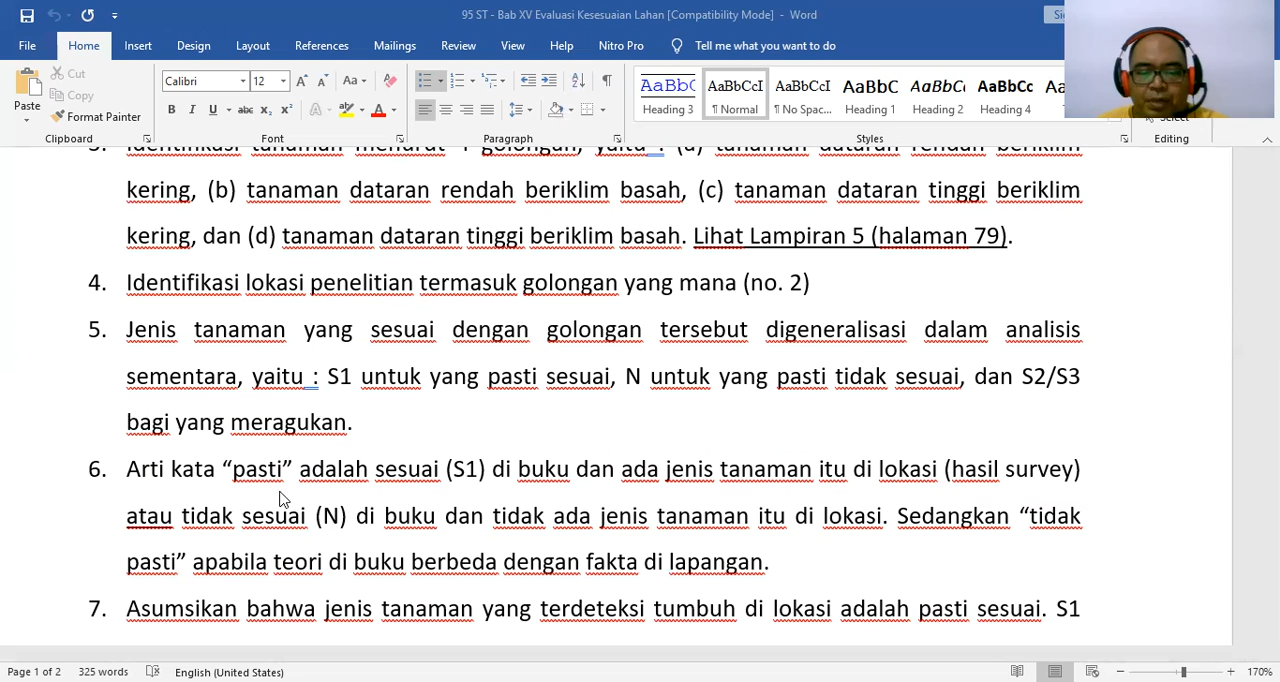 95 ST - Bab XV Evaluasi Kesesuaian Lahan [Compatibility Mode] - Word
File Home Insert Design Layout References Mailings Review View Help Nitro Pro Tell me what you want to do
Paste
Cut
Copy
Format Painter
Clipboard
Calibri 12
Font
Paragraph
AaBbC AaBbCcI AaBbCcI AaBbC AaBbCcI AaBbCc
Heading 3 ¶ Normal ¶ No Spac... Heading 1 Heading 2 Heading 4
Styles
Editing
3. Identifikasi tanaman menurut 4 golongan, yaitu : (a) tanaman dataran rendah beriklim
kering, (b) tanaman dataran rendah beriklim basah, (c) tanaman dataran tinggi beriklim
kering, dan (d) tanaman dataran tinggi beriklim basah. Lihat Lampiran 5 (halaman 79).
4. Identifikasi lokasi penelitian termasuk golongan yang mana (no. 2)
5. Jenis tanaman yang sesuai dengan golongan tersebut digeneralisasi dalam analisis
sementara, yaitu : S1 untuk yang pasti sesuai, N untuk yang pasti tidak sesuai, dan S2/S3
bagi yang meragukan.
6. Arti kata “pasti” adalah sesuai (S1) di buku dan ada jenis tanaman itu di lokasi (hasil survey)
atau tidak sesuai (N) di buku dan tidak ada jenis tanaman itu di lokasi. Sedangkan “tidak
pasti” apabila teori di buku berbeda dengan fakta di lapangan.
7. Asumsikan bahwa jenis tanaman yang terdeteksi tumbuh di lokasi adalah pasti sesuai. S1
Page 1 of 2 325 words English (United States) 170%